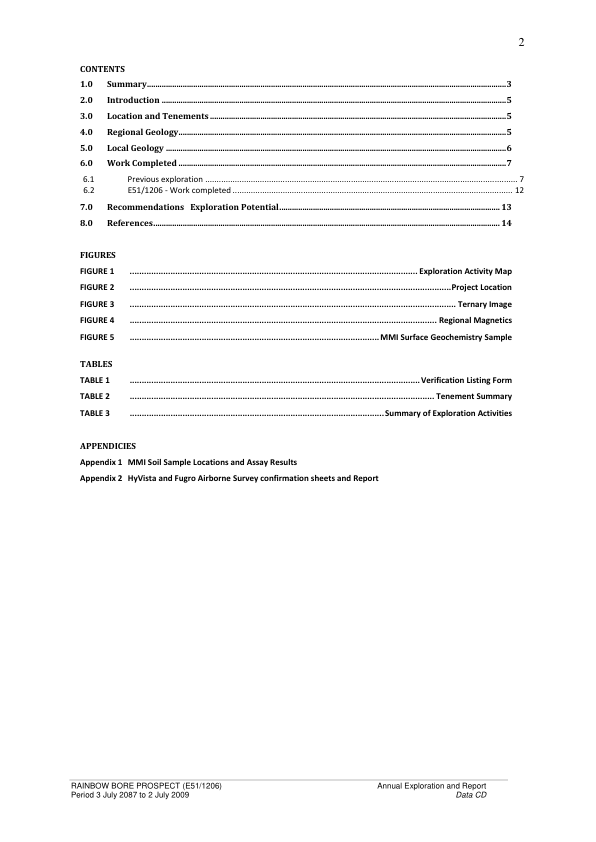 2
CONTENTS
1.0 Summary 3
2.0 Introduction 5
3.0 Location and Tenements 5
4.0 Regional Geology 5
5.0 Local Geology 6
6.0 Work Completed 7
6.1 Previous exploration 7
6.2 E51/1206 - Work completed 12
7.0 Recommendations Exploration Potential 13
8.0 References 14
FIGURES
FIGURE 1 Exploration Activity Map
FIGURE 2 Project Location
FIGURE 3 Ternary Image
FIGURE 4 Regional Magnetics
FIGURE 5 MMI Surface Geochemistry Sample
TABLES
TABLE 1 Verification Listing Form
TABLE 2 Tenement Summary
TABLE 3 Summary of Exploration Activities
APPENDICIES
Appendix 1 MMI Soil Sample Locations and Assay Results
Appendix 2 HyVista and Fugro Airborne Survey confirmation sheets and Report
RAINBOW BORE PROSPECT (E51/1206) Annual Exploration and Report
Period 3 July 2087 to 2 July 2009 Data CD